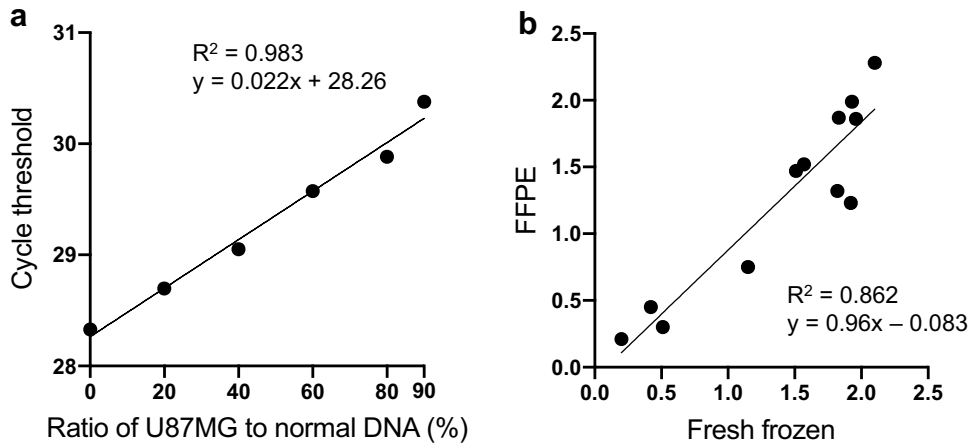 a
31
30
29
28
Cycle threshold
R² = 0.983
y = 0.022x + 28.26
0 20 40 60 80 90
Ratio of U87MG to normal DNA (%)
b
2.5
2.0
1.5
1.0
0.5
0.0
FFPE
R² = 0.862
y = 0.96x – 0.083
0.0 0.5 1.0 1.5 2.0 2.5
Fresh frozen